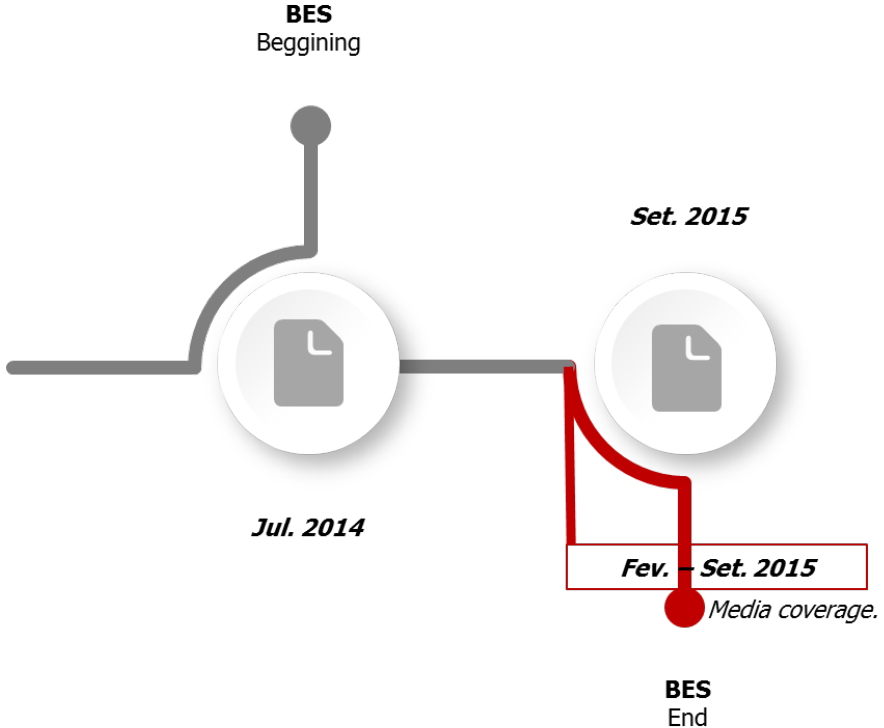 BES
Beggining
Set. 2015
Jul. 2014
Fev. – Set. 2015
Media coverage.
BES
End